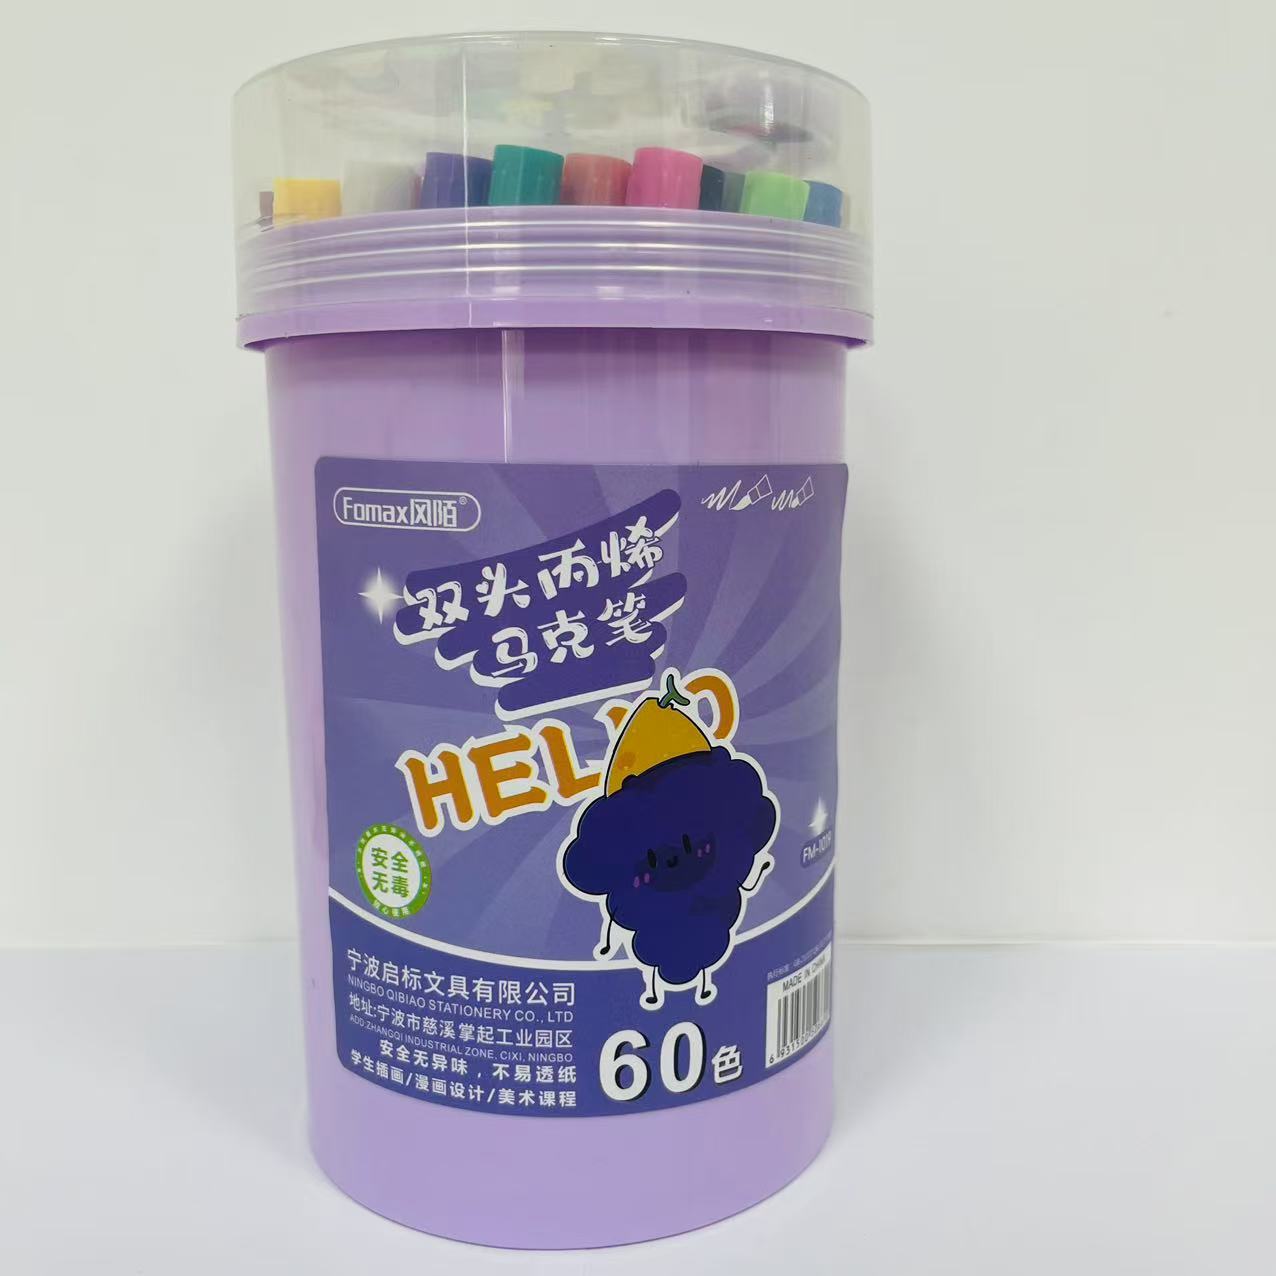 Fomax风陌®
双头丙烯
马克笔
HELLO
安全
无毒
宁波启标文具有限公司
NINGBO QIBIAO STATIONERY CO., LTD
地址:宁波市慈溪掌起工业园区
ADD:ZHANGQI INDUSTRIAL ZONE, CIXI, NINGBO
安全无异味，不易透纸
学生插画/漫画设计/美术课程
60色
MADE IN